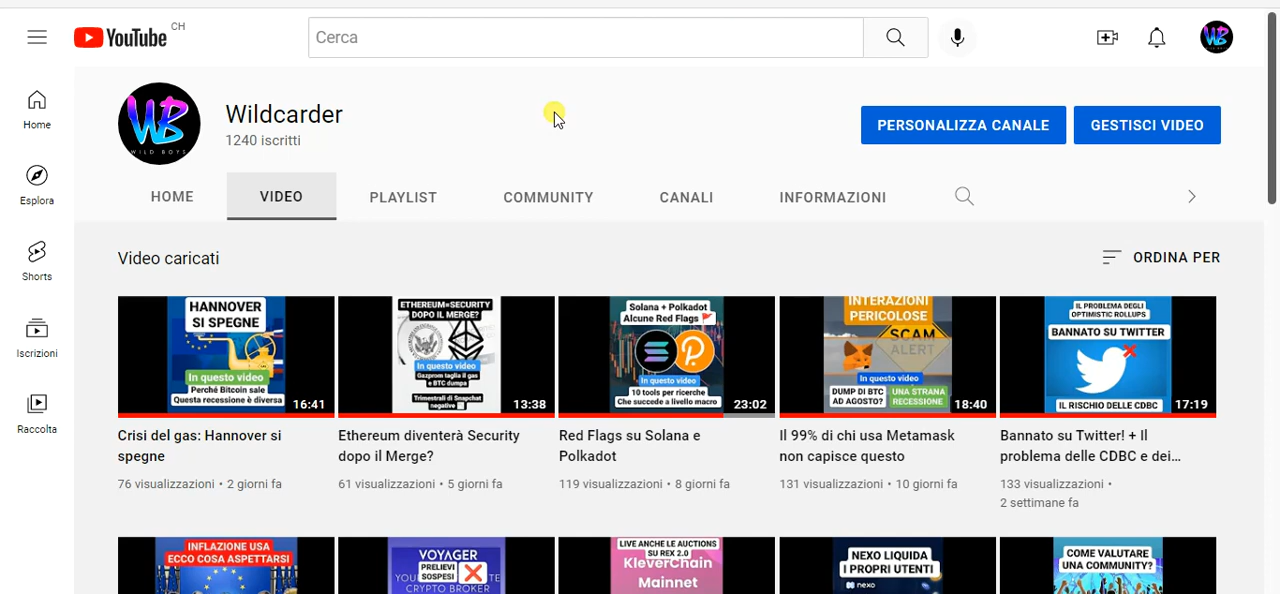 YouTube CH
Cerca
WB
Home
Esplora
Shorts
Iscrizioni
Raccolta
WB
WILD BOYS
Wildcarder
1240 iscritti
PERSONALIZZA CANALE
GESTISCI VIDEO
HOME
VIDEO
PLAYLIST
COMMUNITY
CANALI
INFORMAZIONI
Video caricati
ORDINA PER
HANNOVER
SI SPEGNE
In questo video
Perché Bitcoin sale
Questa recessione è diversa
16:41
Crisi del gas: Hannover si
spegne
76 visualizzazioni • 2 giorni fa
ETHEREUM=SECURITY
DOPO IL MERGE?
In questo video
Gazprom taglia il gas
e BTC dumpa
Trimestrali di Snapchat
negative
13:38
Ethereum diventerà Security
dopo il Merge?
61 visualizzazioni • 5 giorni fa
Solana + Polkadot
Alcune Red Flags
In questo video
10 tools per ricerche
Che succede a livello macro
23:02
Red Flags su Solana e
Polkadot
119 visualizzazioni • 8 giorni fa
INTERAZIONI
PERICOLOSE
SCAM
ALERT
In questo video
DUMP DI BTC
AD AGOSTO?
UNA STRANA
RECESSIONE
18:40
Il 99% di chi usa Metamask
non capisce questo
131 visualizzazioni • 10 giorni fa
IL PROBLEMA DEGLI
OPTIMISTIC ROLLUPS
BANNATO SU TWITTER
IL RISCHIO DELLE CDBC
17:19
Bannato su Twitter! + Il
problema delle CDBC e dei...
133 visualizzazioni •
2 settimane fa
INFLAZIONE USA
ECCO COSA ASPETTARSI
VOYAGER
PRELIEVI
SOSPESI
CRYPTO BROKER
LIVE ANCHE LE AUCTIONS
SU REX 2.0
KleverChain
Mainnet
NEXO LIQUIDA
I PROPRI UTENTI
nexo
COME VALUTARE
UNA COMMUNITY?